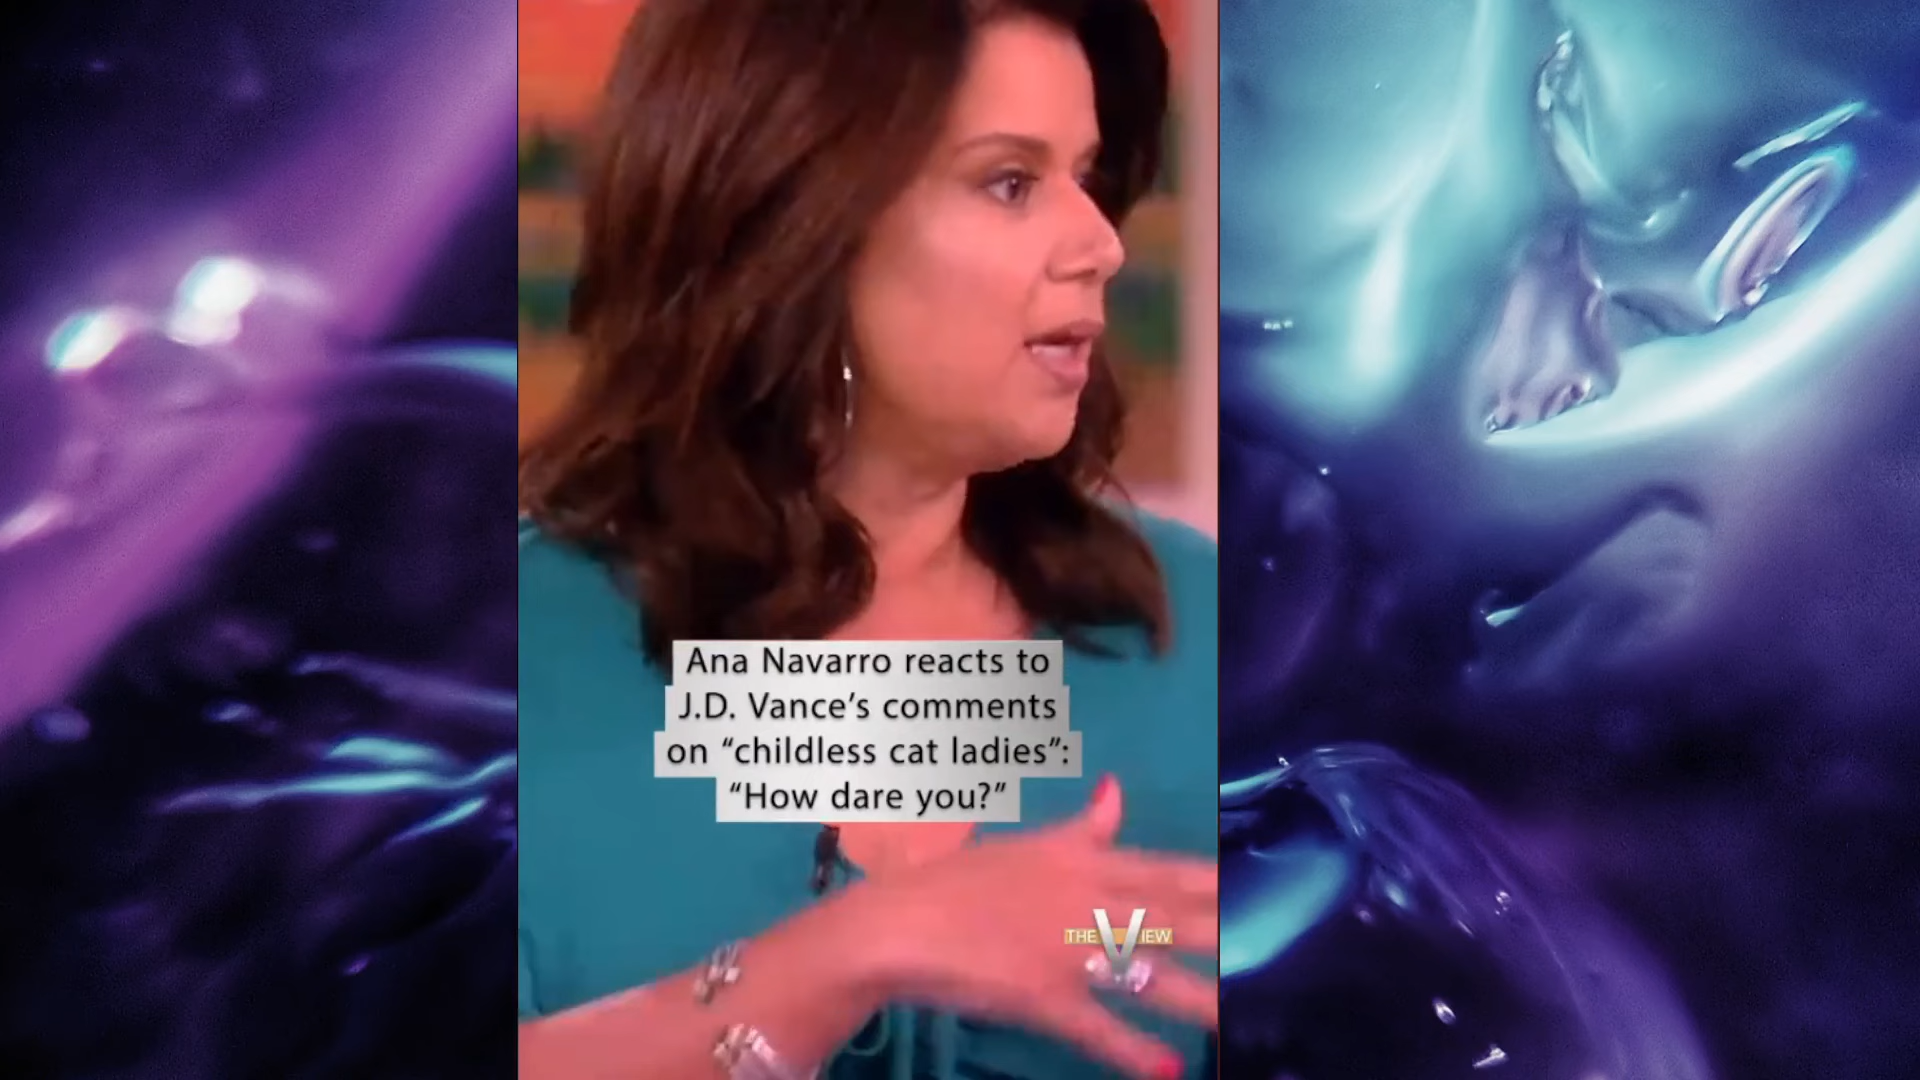 Ana Navarro reacts to
J.D. Vance’s comments
on “childless cat ladies”:
“How dare you?”
THE VIEW